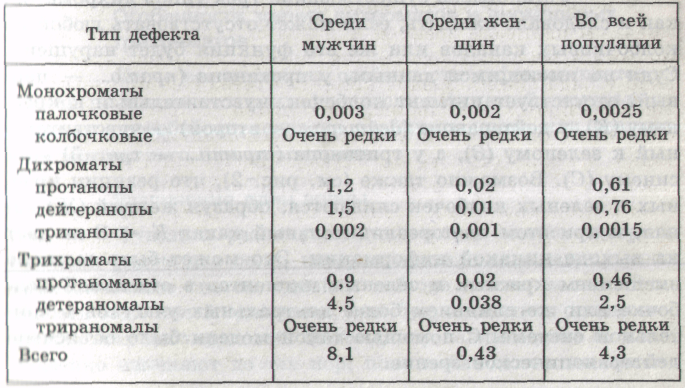 Тип дефекта Среди мужчин Среди жен- щин Во всей популяции
Монохроматы
палочковые 0,003 0,002 0,0025
колбочковые Очень редки Очень редки Очень редки
Дихроматы
протанопы 1,2 0,02 0,61
дейтеранопы 1,5 0,01 0,76
тританопы 0,002 0,001 0,0015
Трихроматы -
протаномалы 0,9 0,02 0,46
детераномалы 4,5 0,038 2,5
трираномалы Очень редки Очень редки Очень редки
Всего 8,1 0,43 4,3